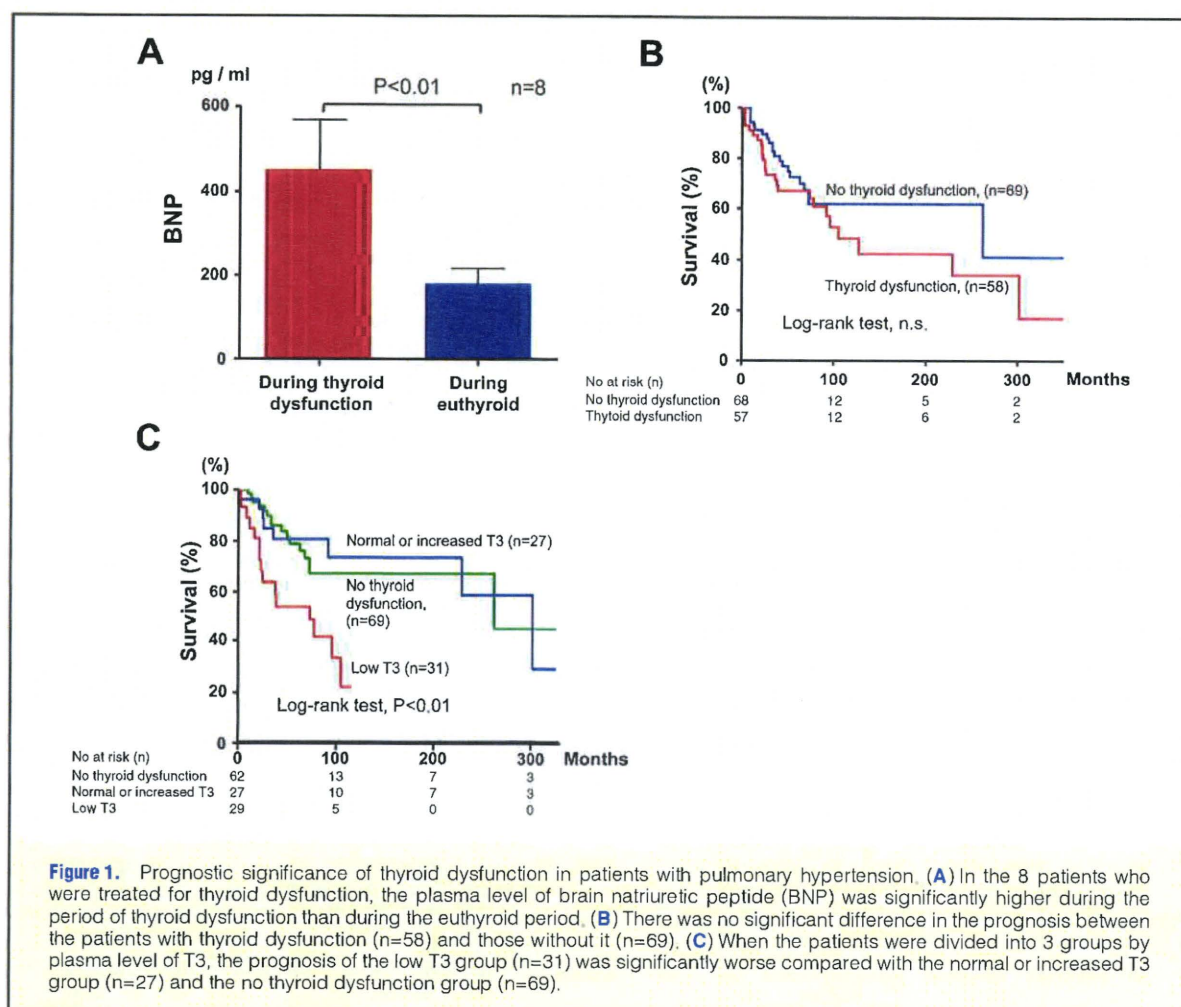 A
pg / ml
P<0.01 n=8
600
400
200
0
BNP
During thyroid
dysfunction
During
euthyroid
B
(%)
100
80
60
40
20
0
Survival (%)
No thyroid dysfunction, (n=69)
Thyroid dysfunction, (n=58)
Log-rank test, n.s.
0 100 200 300 Months
No at risk (n)
No thyroid dysfunction 68 12 5 2
Thytoid dysfunction 57 12 6 2
C
(%)
100
80
60
40
20
0
Survival (%)
Normal or increased T3 (n=27)
No thyroid
dysfunction,
(n=69)
Low T3 (n=31)
Log-rank test, P<0.01
0 100 200 300 Months
No at risk (n)
No thyroid dysfunction 62 13 7 3
Normal or increased T3 27 10 7 3
Low T3 29 5 0 0
Figure 1. Prognostic significance of thyroid dysfunction in patients with pulmonary hypertension. (A) In the 8 patients who
were treated for thyroid dysfunction, the plasma level of brain natriuretic peptide (BNP) was significantly higher during the
period of thyroid dysfunction than during the euthyroid period. (B) There was no significant difference in the prognosis between
the patients with thyroid dysfunction (n=58) and those without it (n=69). (C) When the patients were divided into 3 groups by
plasma level of T3, the prognosis of the low T3 group (n=31) was significantly worse compared with the normal or increased T3
group (n=27) and the no thyroid dysfunction group (n=69).